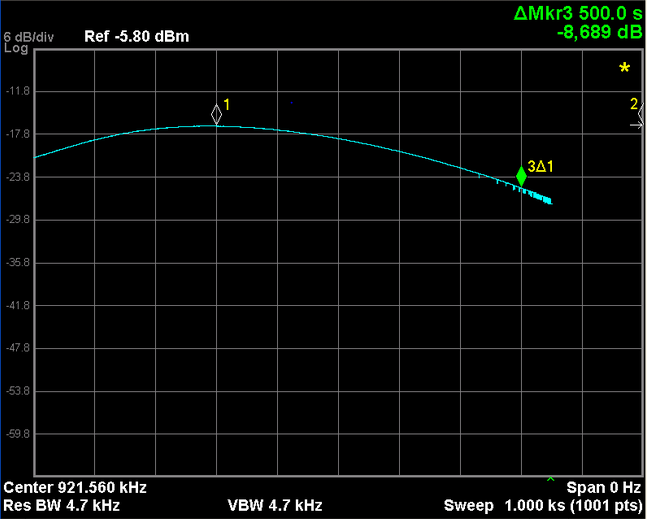 ΔMkr3 500.0 s
-8,689 dB
6 dB/div
Ref -5.80 dBm
Log
*
-11.8
1
2
-17.8
3Δ1
-23.8
-29.8
-35.8
-41.8
-47.8
-53.8
-59.8
Center 921.560 kHz
Span 0 Hz
Res BW 4.7 kHz
VBW 4.7 kHz
Sweep 1.000 ks (1001 pts)